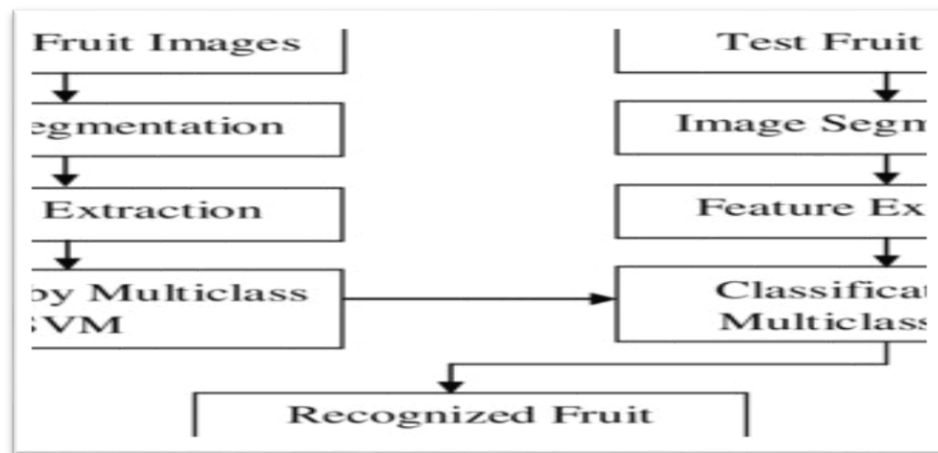 Fruit Images
egmentation
Extraction
by Multiclass
SVM
Test Fruit
Image Segm
Feature Ex
Classificat
Multiclass
Recognized Fruit